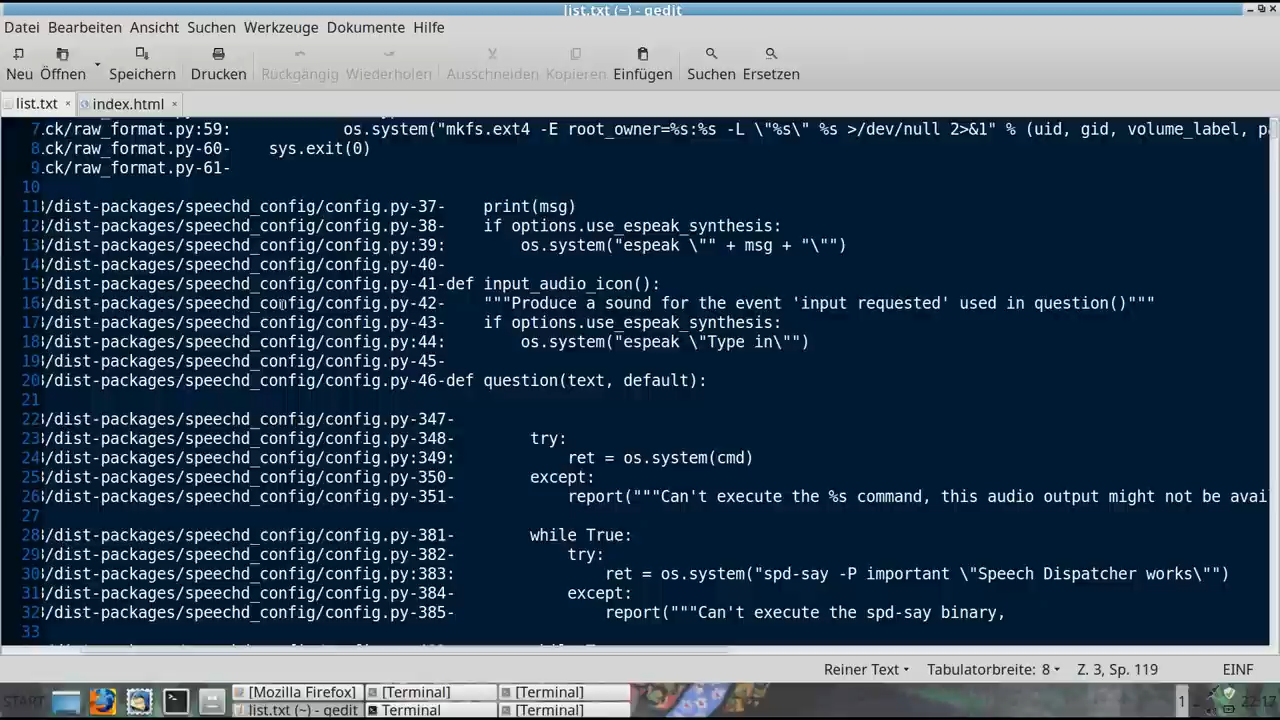 list.txt (~) - gedit
Datei Bearbeiten Ansicht Suchen Werkzeuge Dokumente Hilfe
Neu Öffnen Speichern Drucken Rückgängig Wiederholen Ausschneiden Kopieren Einfügen Suchen Ersetzen
list.txt × index.html ×
7 .ck/raw_format.py:59:            os.system("mkfs.ext4 -E root_owner=%s:%s -L \"%s\" %s >/dev/null 2>&1" % (uid, gid, volume_label,
8 .ck/raw_format.py-60-    sys.exit(0)
9 .ck/raw_format.py-61-
10
11 /dist-packages/speechd_config/config.py-37-    print(msg)
12 /dist-packages/speechd_config/config.py-38-    if options.use_espeak_synthesis:
13 /dist-packages/speechd_config/config.py:39:        os.system("espeak \"" + msg + "\"")
14 /dist-packages/speechd_config/config.py-40-
15 /dist-packages/speechd_config/config.py-41-def input_audio_icon():
16 /dist-packages/speechd_config/config.py-42-    """Produce a sound for the event 'input requested' used in question()"""
17 /dist-packages/speechd_config/config.py-43-    if options.use_espeak_synthesis:
18 /dist-packages/speechd_config/config.py:44:        os.system("espeak \"Type in\"")
19 /dist-packages/speechd_config/config.py-45-
20 /dist-packages/speechd_config/config.py-46-def question(text, default):
21
22 /dist-packages/speechd_config/config.py-347-
23 /dist-packages/speechd_config/config.py-348-        try:
24 /dist-packages/speechd_config/config.py:349:            ret = os.system(cmd)
25 /dist-packages/speechd_config/config.py-350-        except:
26 /dist-packages/speechd_config/config.py-351-            report("""Can't execute the %s command, this audio output might not be avai
27
28 /dist-packages/speechd_config/config.py-381-        while True:
29 /dist-packages/speechd_config/config.py-382-            try:
30 /dist-packages/speechd_config/config.py:383:                ret = os.system("spd-say -P important \"Speech Dispatcher works\"")
31 /dist-packages/speechd_config/config.py-384-            except:
32 /dist-packages/speechd_config/config.py-385-                report("""Can't execute the spd-say binary,
33
Reiner Text Tabulatorbreite: 8 Z. 3, Sp. 119 EINF
START [Mozilla Firefox] [Terminal] [Terminal] 1 22:17
list.txt (~) - gedit Terminal [Terminal]